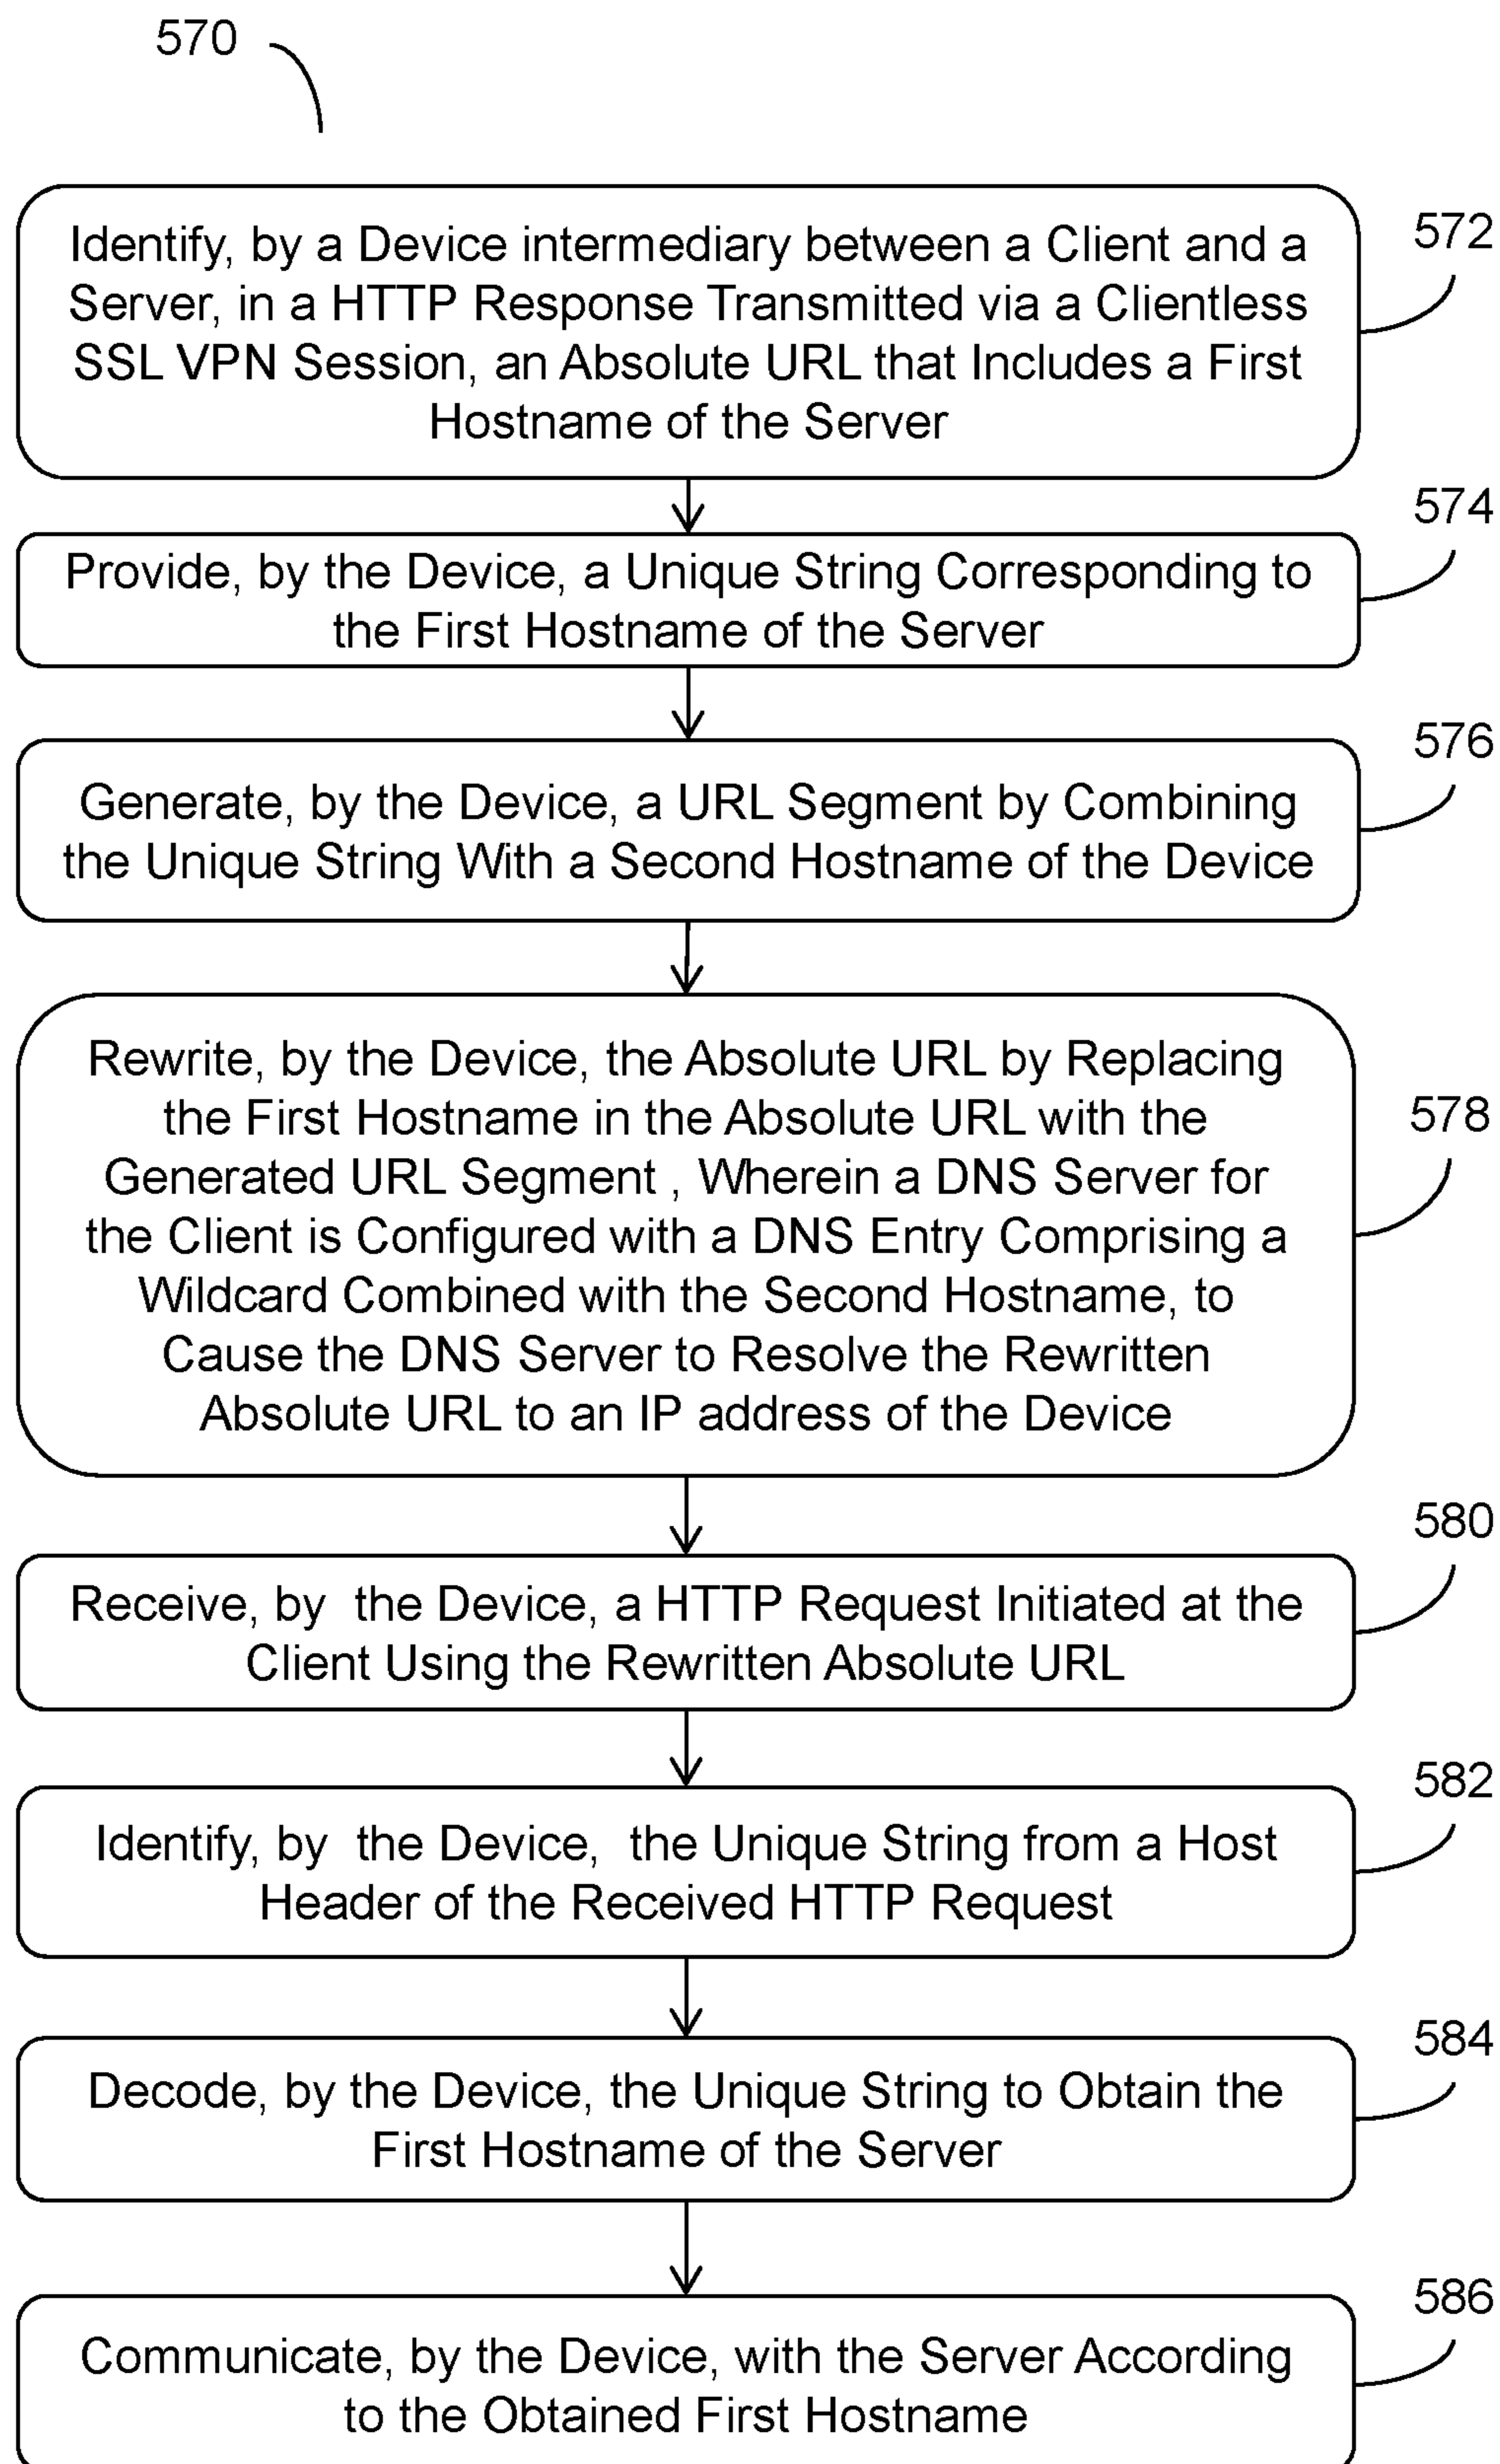 570
Identify, by a Device intermediary between a Client and a
Server, in a HTTP Response Transmitted via a Clientless
SSL VPN Session, an Absolute URL that Includes a First
Hostname of the Server
572
Provide, by the Device, a Unique String Corresponding to
the First Hostname of the Server
574
Generate, by the Device, a URL Segment by Combining
the Unique String With a Second Hostname of the Device
576
Rewrite, by the Device, the Absolute URL by Replacing
the First Hostname in the Absolute URL with the
Generated URL Segment , Wherein a DNS Server for
the Client is Configured with a DNS Entry Comprising a
Wildcard Combined with the Second Hostname, to
Cause the DNS Server to Resolve the Rewritten
Absolute URL to an IP address of the Device
578
Receive, by the Device, a HTTP Request Initiated at the
Client Using the Rewritten Absolute URL
580
Identify, by the Device, the Unique String from a Host
Header of the Received HTTP Request
582
Decode, by the Device, the Unique String to Obtain the
First Hostname of the Server
584
Communicate, by the Device, with the Server According
to the Obtained First Hostname
586